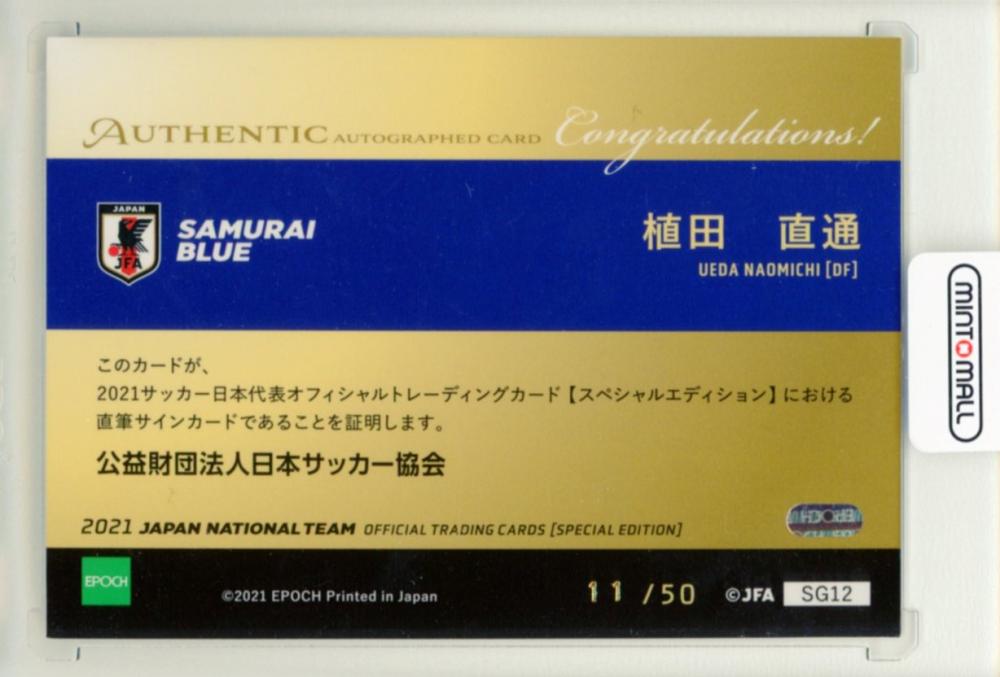 AUTHENTIC AUTOGRAPHED CARD Congratulations!
JAPAN
JFA
SAMURAI
BLUE
植田　直通
UEDA NAOMICHI [DF]
MINT MALL
このカードが、
2021サッカー日本代表オフィシャルトレーディングカード【スペシャルエディション】における
直筆サインカードであることを証明します。
公益財団法人日本サッカー協会
2021 JAPAN NATIONAL TEAM OFFICIAL TRADING CARDS [SPECIAL EDITION]
EPOCH
EPOCH
©2021 EPOCH Printed in Japan
11 /50
©JFA
SG12